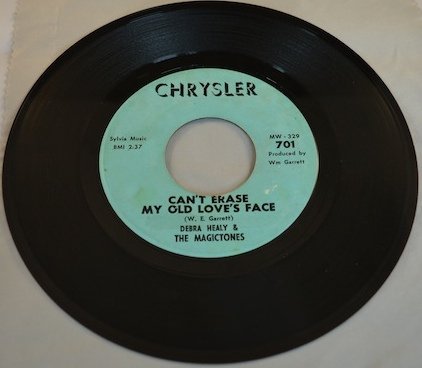 CHRYSLER
Sylvia Music
BMI 2.37
MW - 329
701
Produced by
Wm Garrett
CAN'T ERASE
MY OLD LOVE'S FACE
(W. E. Garrett)
DEBRA HEALY &
THE MAGICTONES